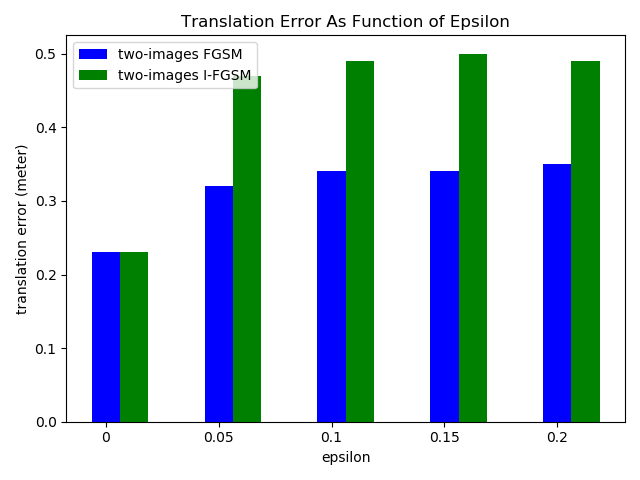 Translation Error As Function of Epsilon
two-images FGSM
two-images I-FGSM
translation error (meter)
0.5
0.4
0.3
0.2
0.1
0.0
0 0.05 0.1 0.15 0.2
epsilon